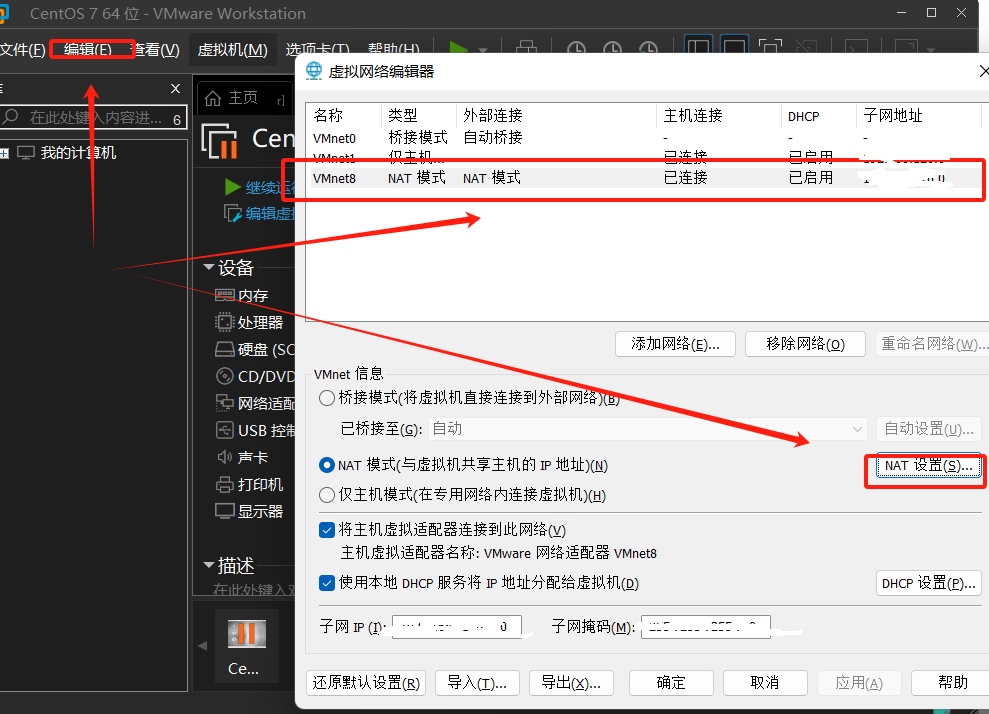 CentOS 7 64 位 - VMware Workstation
文件(F) 编辑(E) 查看(V) 虚拟机(M) 选项卡(T) 帮助(H)
在此处键入内容进... 6
我的计算机
主页
Cen
继续运行
编辑虚
设备
内存
处理器
硬盘 (SC
CD/DVD
网络适配
USB 控制
声卡
打印机
显示器
描述
在此处键入对
Ce...
虚拟网络编辑器
名称 类型 外部连接 主机连接 DHCP 子网地址
VMnet0 桥接模式 自动桥接 - - -
VMnet1 仅主机... - 已连接 已启用
VMnet8 NAT 模式 NAT 模式 已连接 已启用
添加网络(E)... 移除网络(O) 重命名网络(W)...
VMnet 信息
桥接模式(将虚拟机直接连接到外部网络)(B)
已桥接至(G): 自动 自动设置(U)...
NAT 模式(与虚拟机共享主机的 IP 地址)(N) NAT 设置(S)...
仅主机模式(在专用网络内连接虚拟机)(H)
将主机虚拟适配器连接到此网络(V)
主机虚拟适配器名称: VMware 网络适配器 VMnet8
使用本地 DHCP 服务将 IP 地址分配给虚拟机(D) DHCP 设置(P)...
子网 IP (I): 0 子网掩码(M):
还原默认设置(R) 导入(T)... 导出(X)... 确定 取消 应用(A) 帮助